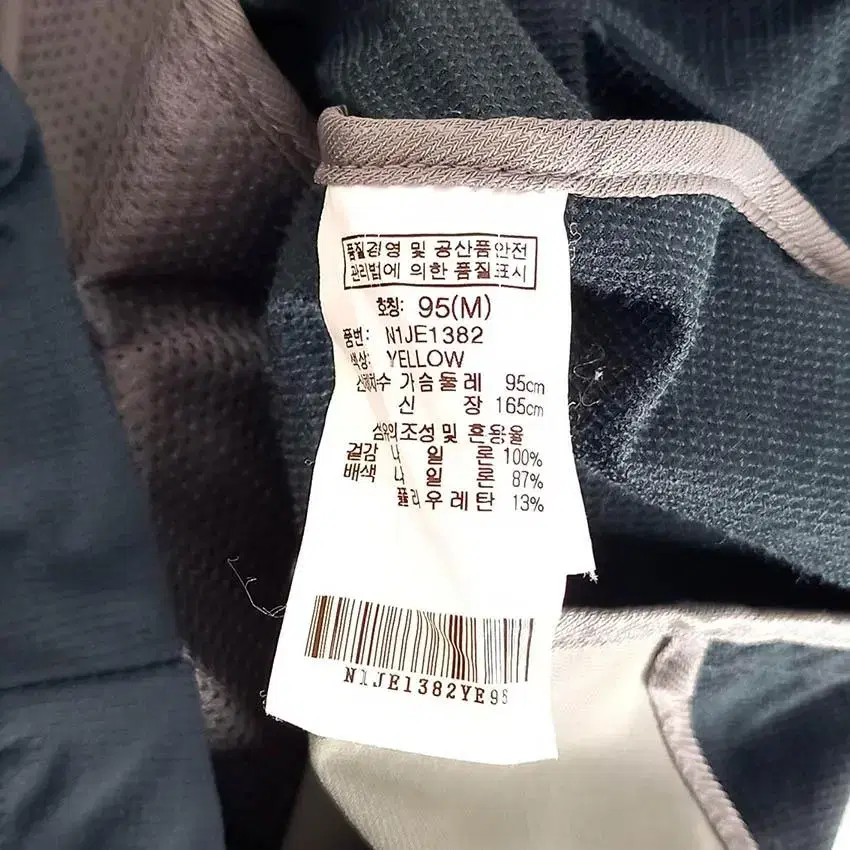 품질경영 및 공산품안전
관리법에 의한 품질표시
호칭: 95(M)
품번: N1JE1382
색상: YELLOW
신체치수 가슴둘레 95cm
신 장 165cm
섬유의조성 및 혼용율
겉감 나 일 론 100%
배색 나 일 론 87%
폴리우레탄 13%
N1JE1382YE95